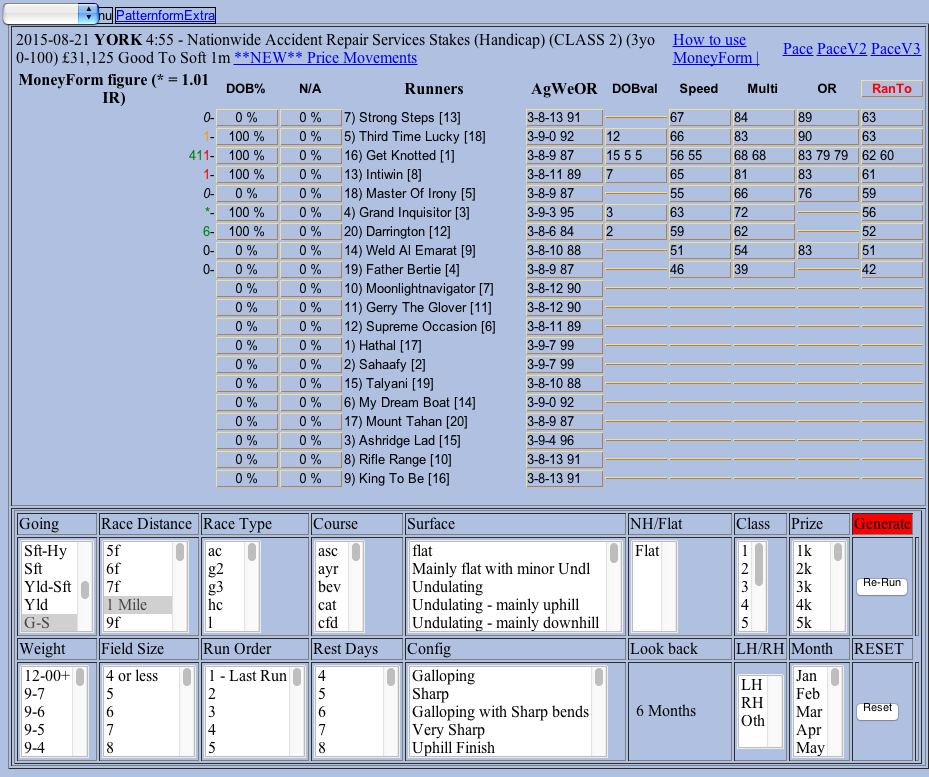 nu PatternformExtra
2015-08-21 YORK 4:55 - Nationwide Accident Repair Services Stakes (Handicap) (CLASS 2) (3yo
0-100) £31,125 Good To Soft 1m **NEW** Price Movements
How to use
MoneyForm |
Pace PaceV2 PaceV3
MoneyForm figure (* = 1.01
IR)
DOB% N/A Runners AgWeOR DOBval Speed Multi OR RanTo
0- 0 % 0 % 7) Strong Steps [13] 3-8-13 91 67 84 89 63
1- 100 % 0 % 5) Third Time Lucky [18] 3-9-0 92 12 66 83 90 63
411- 100 % 0 % 16) Get Knotted [1] 3-8-9 87 15 5 5 56 55 68 68 83 79 79 62 60
1- 100 % 0 % 13) Intiwin [8] 3-8-11 89 7 65 81 83 61
0- 0 % 0 % 18) Master Of Irony [5] 3-8-9 87 55 66 76 59
*- 100 % 0 % 4) Grand Inquisitor [3] 3-9-3 95 3 63 72 56
6- 100 % 0 % 20) Darrington [12] 3-8-6 84 2 59 62 52
0- 0 % 0 % 14) Weld Al Emarat [9] 3-8-10 88 51 54 83 51
0- 0 % 0 % 19) Father Bertie [4] 3-8-9 87 46 39 42
0 % 0 % 10) Moonlightnavigator [7] 3-8-12 90
0 % 0 % 11) Gerry The Glover [11] 3-8-12 90
0 % 0 % 12) Supreme Occasion [6] 3-8-11 89
0 % 0 % 1) Hathal [17] 3-9-7 99
0 % 0 % 2) Sahaafy [2] 3-9-7 99
0 % 0 % 15) Talyani [19] 3-8-10 88
0 % 0 % 6) My Dream Boat [14] 3-9-0 92
0 % 0 % 17) Mount Tahan [20] 3-8-9 87
0 % 0 % 3) Ashridge Lad [15] 3-9-4 96
0 % 0 % 8) Rifle Range [10] 3-8-13 91
0 % 0 % 9) King To Be [16] 3-8-13 91
Going Race Distance Race Type Course Surface NH/Flat Class Prize Generate
Sft-Hy 5f ac asc flat Flat 1 1k
Sft 6f g2 ayr Mainly flat with minor Undl 2 2k
Yld-Sft 7f g3 bev Undulating 3 3k Re-Run
Yld 1 Mile hc cat Undulating - mainly uphill 4 4k
G-S 9f l cfd Undulating - mainly downhill 5 5k
Weight Field Size Run Order Rest Days Config Look back LH/RH Month RESET
12-00+ 4 or less 1 - Last Run 4 Galloping LH Jan
9-7 5 2 5 Sharp RH Feb
9-6 6 3 6 Galloping with Sharp bends 6 Months Oth Mar Reset
9-5 7 4 7 Very Sharp Apr
9-4 8 5 8 Uphill Finish May